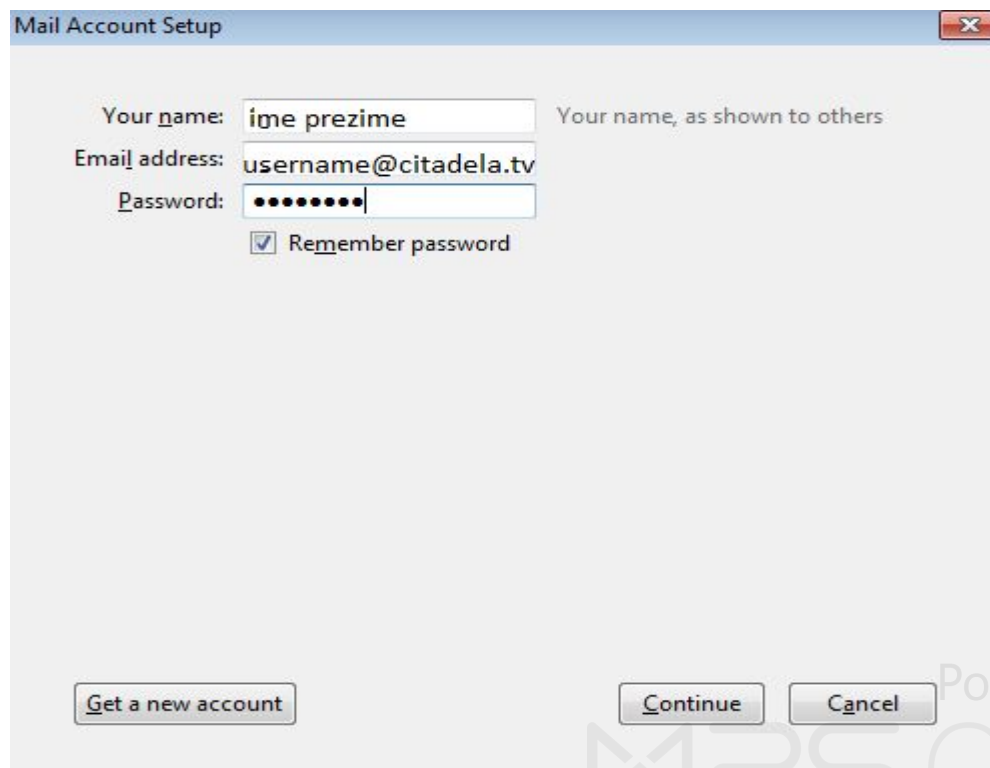 Mail Account Setup
Your name: ime prezime Your name, as shown to others
Email address: username@citadela.tv
Password: ••••••••
Remember password
Get a new account Continue Cancel